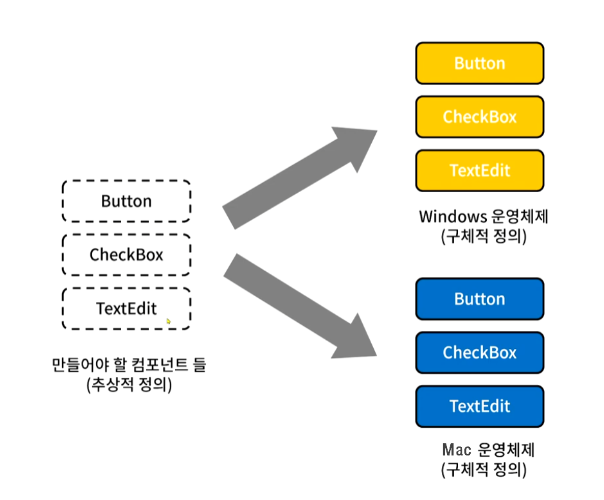 Button
CheckBox
TextEdit
만들어야 할 컴포넌트 들
(추상적 정의)
Button
CheckBox
TextEdit
Windows 운영체제
(구체적 정의)
Button
CheckBox
TextEdit
Mac 운영체제
(구체적 정의)